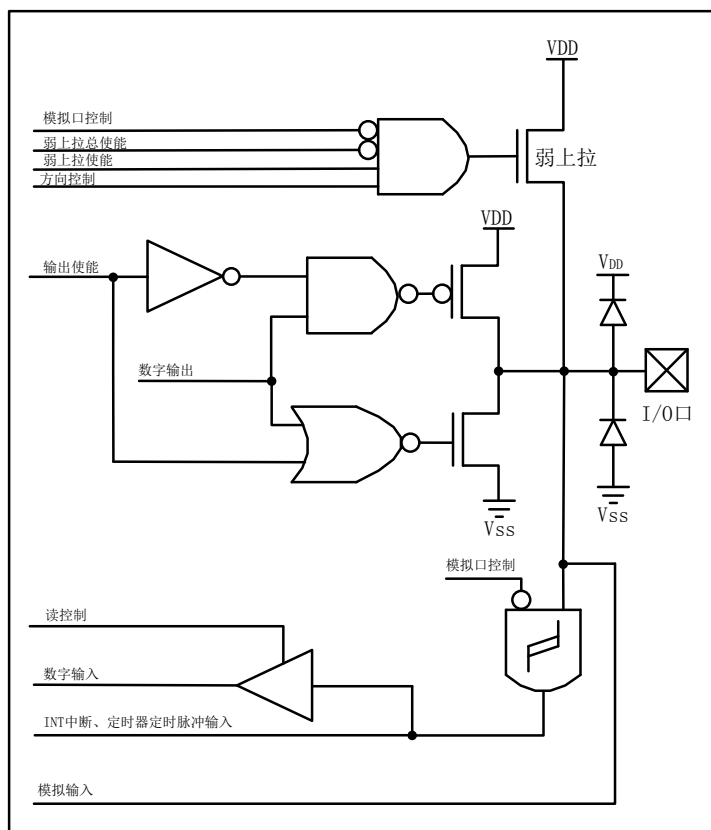 VDD
模拟口控制
弱上拉总使能
弱上拉使能
方向控制
弱上拉
VDD
输出使能
VDD
数字输出
I/O口
VSS
VSS
模拟口控制
读控制
数字输入
INT中断、定时器定时脉冲输入
模拟输入